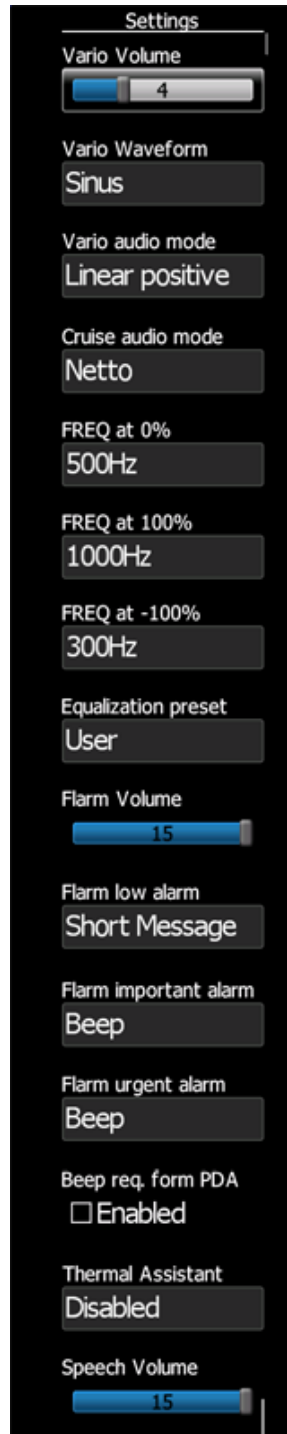 Settings
Vario Volume
4
Vario Waveform
Sinus
Vario audio mode
Linear positive
Cruise audio mode
Netto
FREQ at 0%
500Hz
FREQ at 100%
1000Hz
FREQ at -100%
300Hz
Equalization preset
User
Flarm Volume
15
Flarm low alarm
Short Message
Flarm important alarm
Beep
Flarm urgent alarm
Beep
Beep req. form PDA
Enabled
Thermal Assistant
Disabled
Speech Volume
15